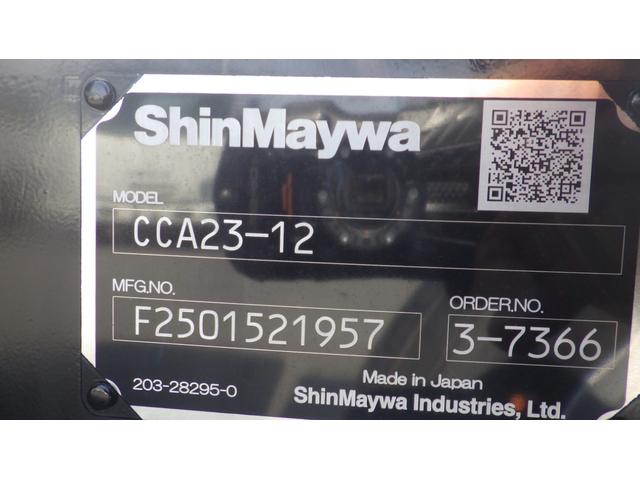 ShinMaywa
MODEL
CCA23-12
MFG.NO.
F2501521957
ORDER.NO.
3-7366
203-28295-0
Made in Japan
ShinMaywa Industries, Ltd.